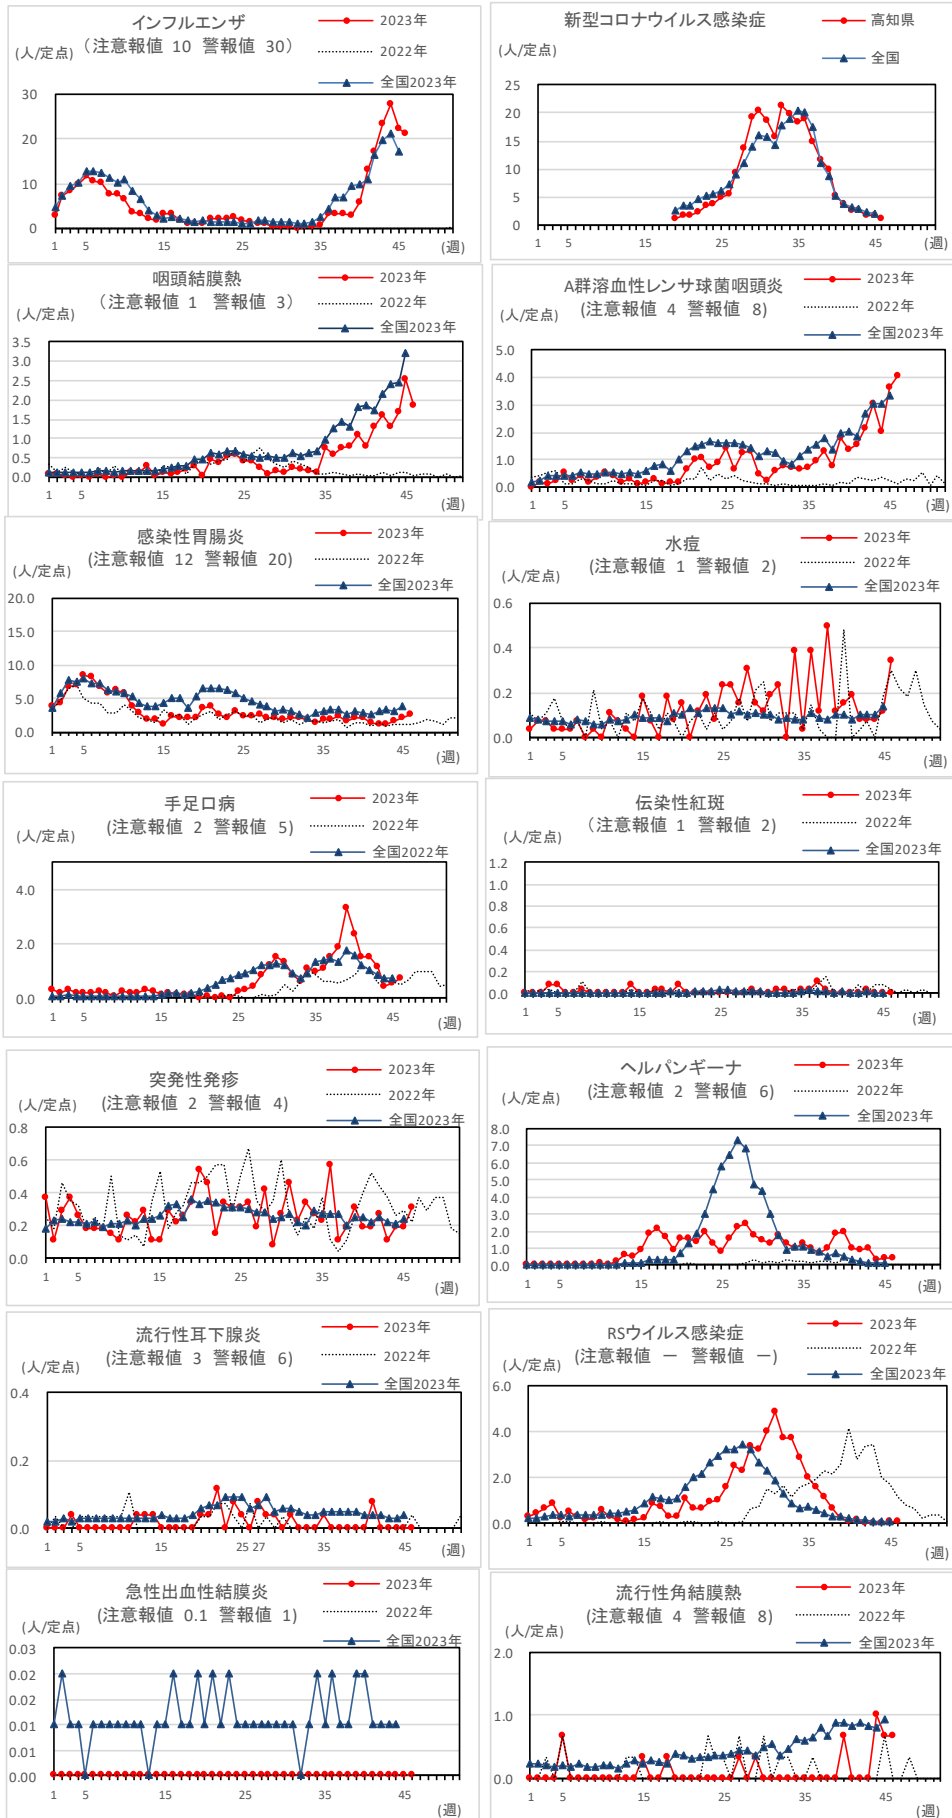 インフルエンザ
（注意報値 10 警報値 30）
(人/定点)
2023年
2022年
全国2023年
30
20
10
0
1 5 15 25 35 45 (週)
新型コロナウイルス感染症
(人/定点)
高知県
全国
25
20
15
10
5
0
1 5 15 25 35 45 (週)
咽頭結膜熱
（注意報値 1 警報値 3）
(人/定点)
2023年
2022年
全国2023年
3.5
3.0
2.5
2.0
1.5
1.0
0.5
0.0
1 5 15 25 35 45 (週)
A群溶血性レンサ球菌咽頭炎
(注意報値 4 警報値 8)
(人/定点)
2023年
2022年
全国2023年
5.0
4.0
3.0
2.0
1.0
0.0
1 5 15 25 35 45 (週)
感染性胃腸炎
(注意報値 12 警報値 20)
(人/定点)
2023年
2022年
全国2023年
20.0
15.0
10.0
5.0
0.0
1 5 15 25 35 45 (週)
水痘
(注意報値 1 警報値 2)
(人/定点)
2023年
2022年
全国2023年
0.6
0.4
0.2
0.0
1 5 15 25 35 45 (週)
手足口病
(注意報値 2 警報値 5)
(人/定点)
2023年
2022年
全国2022年
4.0
2.0
0.0
1 5 15 25 35 45 (週)
伝染性紅斑
（注意報値 1 警報値 2）
(人/定点)
2023年
2022年
全国2023年
1.2
1.0
0.8
0.6
0.4
0.2
0.0
1 5 15 25 35 45 (週)
突発性発疹
(注意報値 2 警報値 4)
(人/定点)
2023年
2022年
全国2023年
0.8
0.6
0.4
0.2
0.0
1 5 15 25 35 45 (週)
ヘルパンギーナ
(注意報値 2 警報値 6)
(人/定点)
2023年
2022年
全国2023年
8.0
7.0
6.0
5.0
4.0
3.0
2.0
1.0
0.0
1 5 15 25 35 45 (週)
流行性耳下腺炎
(注意報値 3 警報値 6)
(人/定点)
2023年
2022年
全国2023年
0.4
0.2
0.0
1 5 15 25 27 35 45 (週)
RSウイルス感染症
(注意報値 ー 警報値 ー)
(人/定点)
2023年
2022年
全国2023年
6.0
4.0
2.0
0.0
1 5 15 25 35 45 (週)
急性出血性結膜炎
(注意報値 0.1 警報値 1)
(人/定点)
2023年
2022年
全国2023年
0.03
0.02
0.02
0.01
0.01
0.00
1 5 15 25 35 45 (週)
流行性角結膜熱
(注意報値 4 警報値 8)
(人/定点)
2023年
2022年
全国2023年
2.0
1.0
0.0
1 5 15 25 35 45 (週)